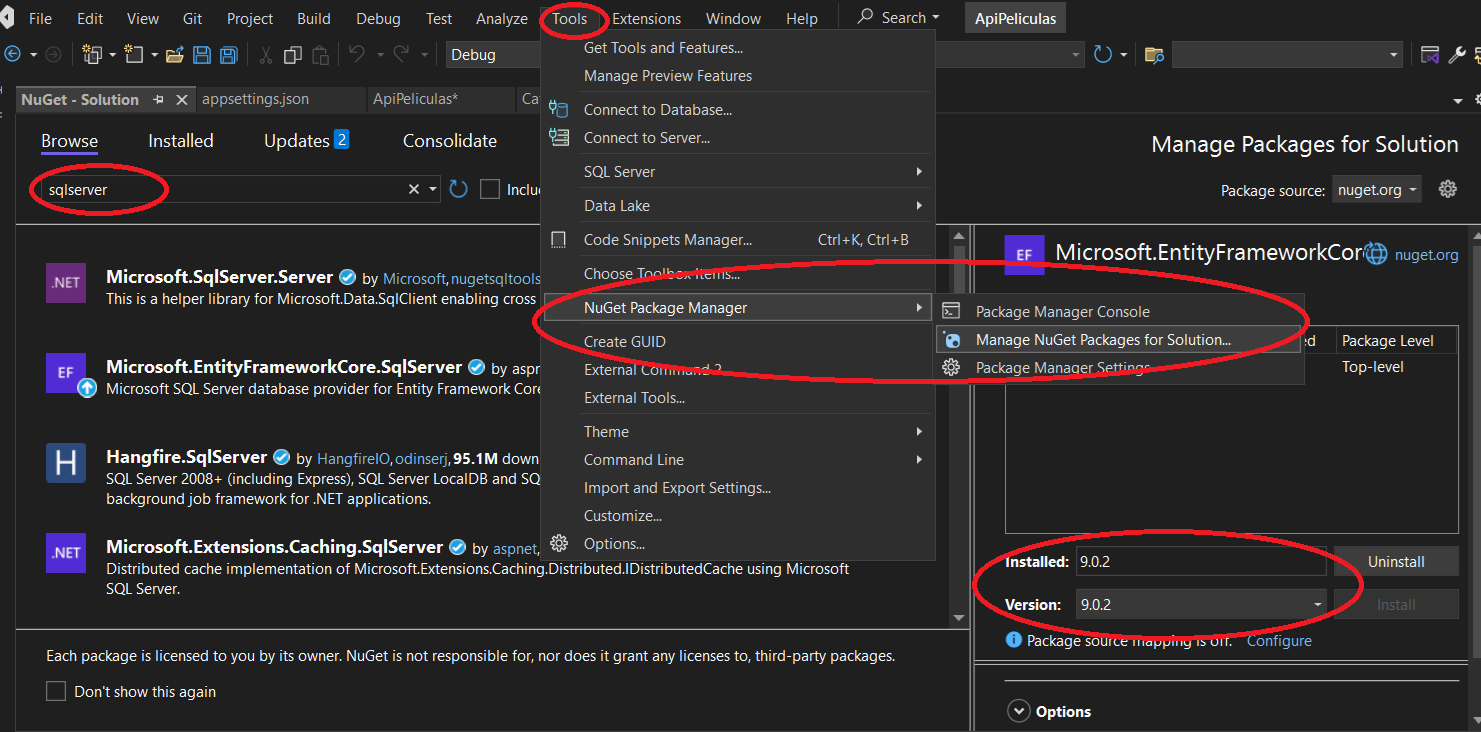 File Edit View Git Project Build Debug Test Analyze Tools Extensions Window Help Search ApiPeliculas
Debug
NuGet - Solution appsettings.json ApiPeliculas*
Browse Installed Updates 2 Consolidate
sqlserver
Manage Packages for Solution
Package source: nuget.org
.NET
Microsoft.SqlServer.Server by Microsoft, nugetsqltools
This is a helper library for Microsoft.Data.SqlClient enabling cross
EF
Microsoft.EntityFrameworkCore.SqlServer by
Microsoft SQL Server database provider for Entity Framework
H
Hangfire.SqlServer by HangfireIO, odinserj, 95.1M
SQL Server 2008+ (including Express), SQL Server LocalDB and
background job framework for .NET applications.
.NET
Microsoft.Extensions.Caching.SqlServer by aspnet,
Distributed cache implementation of Microsoft.Extensions.Caching.Distributed.IDistributedCache using Microsoft
SQL Server.
Each package is licensed to you by its owner. NuGet is not responsible for, nor does it grant any licenses to, third-party packages.
Don't show this again
Get Tools and Features...
Manage Preview Features
Connect to Database...
Connect to Server...
SQL Server
Data Lake
Code Snippets Manager... Ctrl+K, Ctrl+B
Choose Toolbox Items...
NuGet Package Manager
Create GUID
External Command 2
External Tools...
Theme
Command Line
Import and Export Settings...
Customize...
Options...
Package Manager Console
Manage NuGet Packages for Solution...
Package Manager Settings
EF
Microsoft.EntityFrameworkCor nuget.org
Package Level
Top-level
Installed: 9.0.2 Uninstall
Version: 9.0.2 Install
Package source mapping is off. Configure
Options